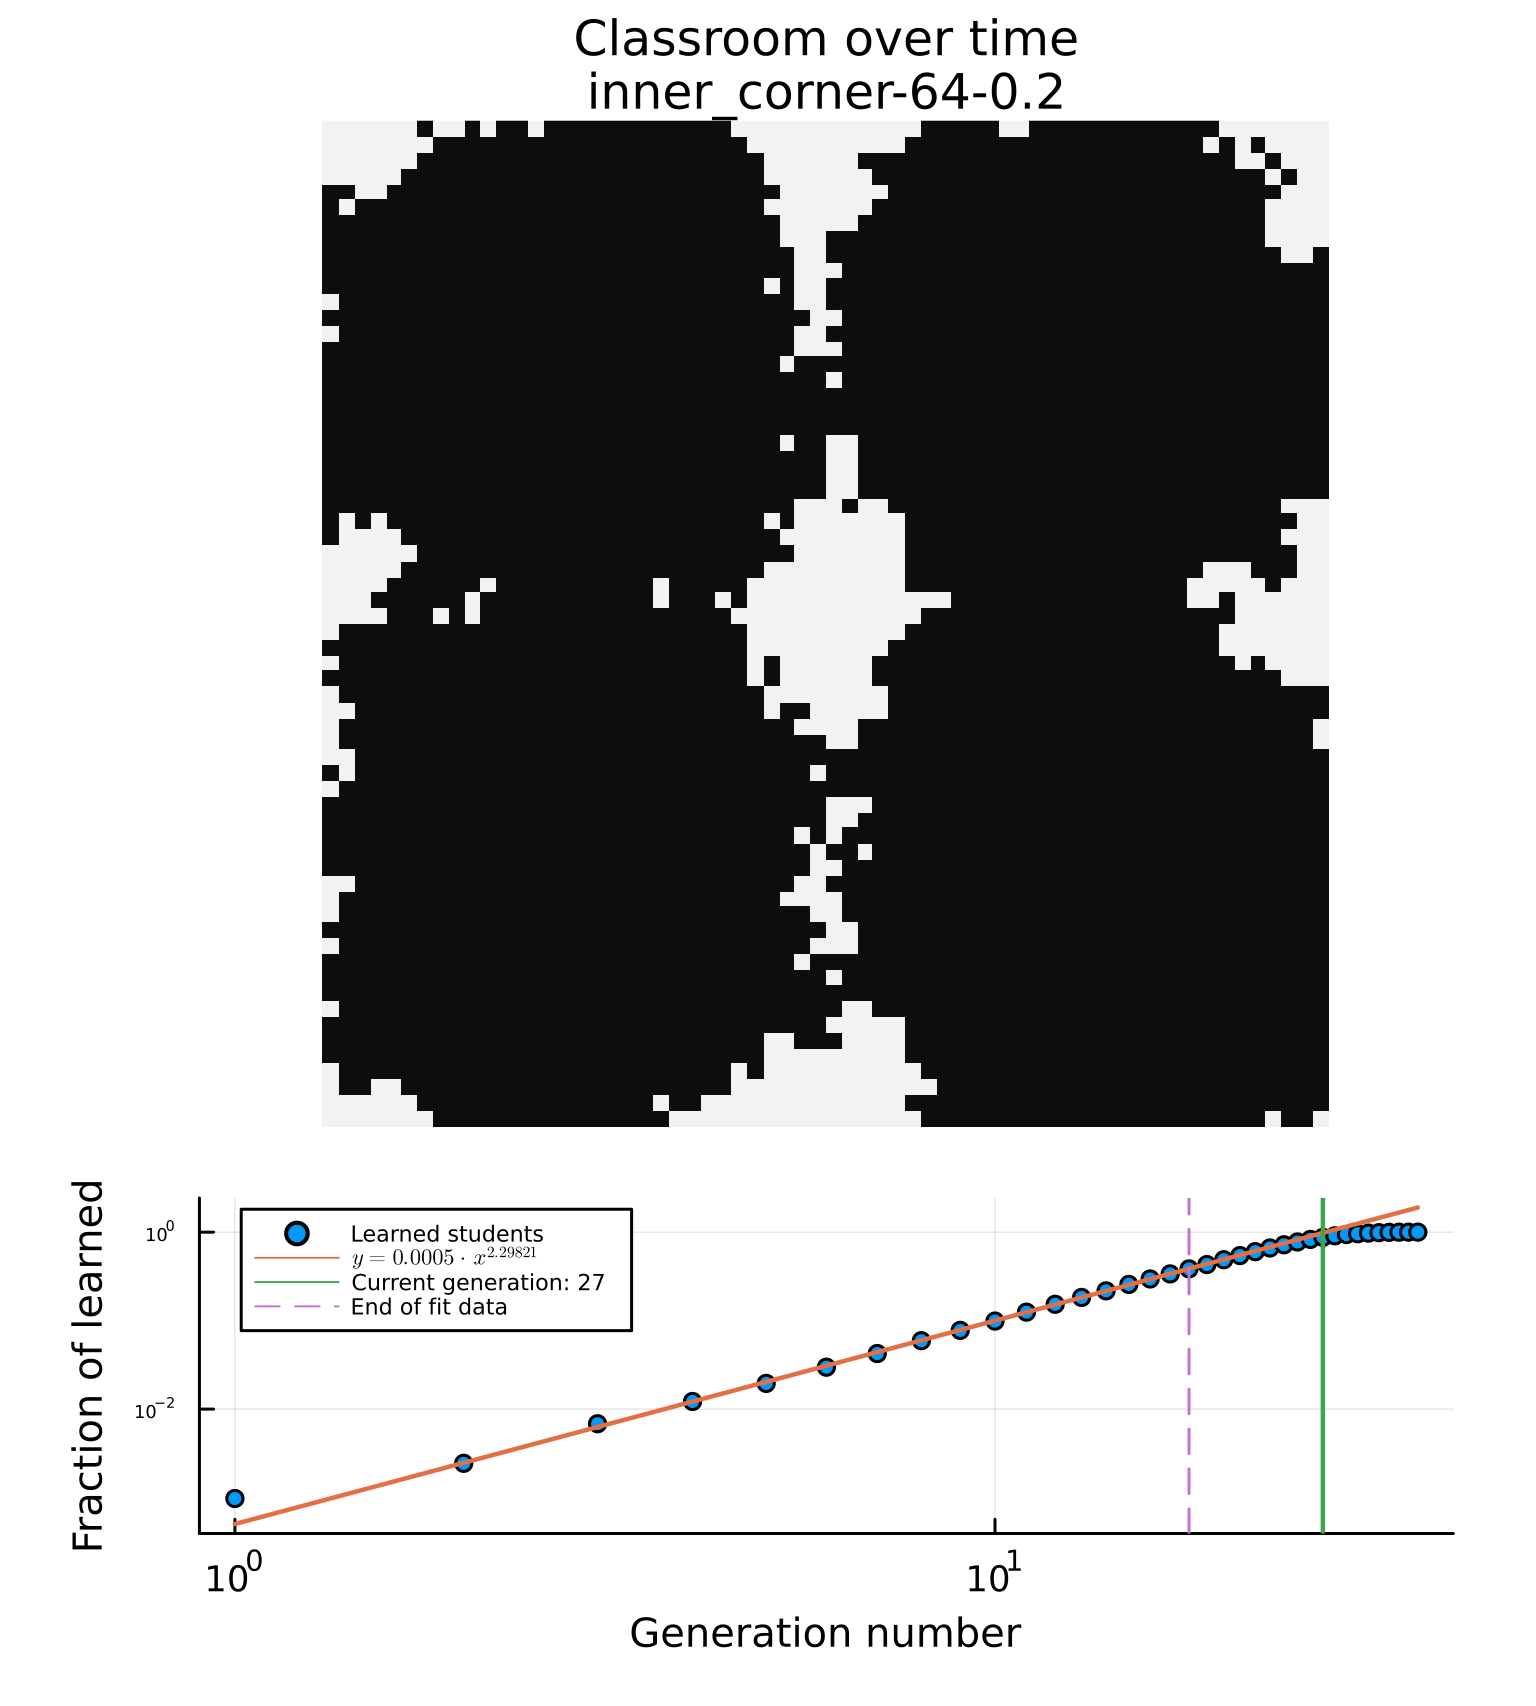 Classroom over time
inner_corner-64-0.2
Fraction of learned
10^0
10^-2
Learned students
y = 0.0005 · x^2.29821
Current generation: 27
End of fit data
10^0
10^1
Generation number